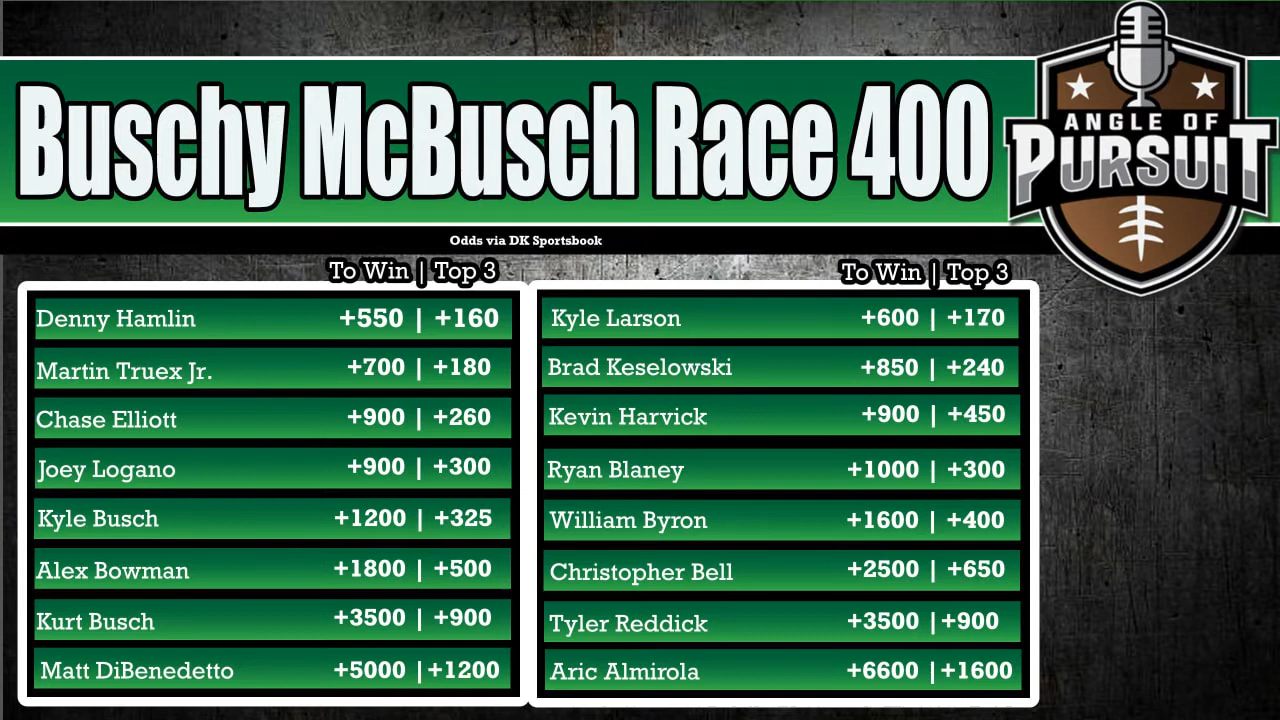 Buschy McBusch Race 400
ANGLE OF
PURSUIT
Odds via DK Sportsbook
To Win | Top 3
Denny Hamlin +550 | +160
Martin Truex Jr. +700 | +180
Chase Elliott +900 | +260
Joey Logano +900 | +300
Kyle Busch +1200 | +325
Alex Bowman +1800 | +500
Kurt Busch +3500 | +900
Matt DiBenedetto +5000 | +1200
To Win | Top 3
Kyle Larson +600 | +170
Brad Keselowski +850 | +240
Kevin Harvick +900 | +450
Ryan Blaney +1000 | +300
William Byron +1600 | +400
Christopher Bell +2500 | +650
Tyler Reddick +3500 | +900
Aric Almirola +6600 | +1600